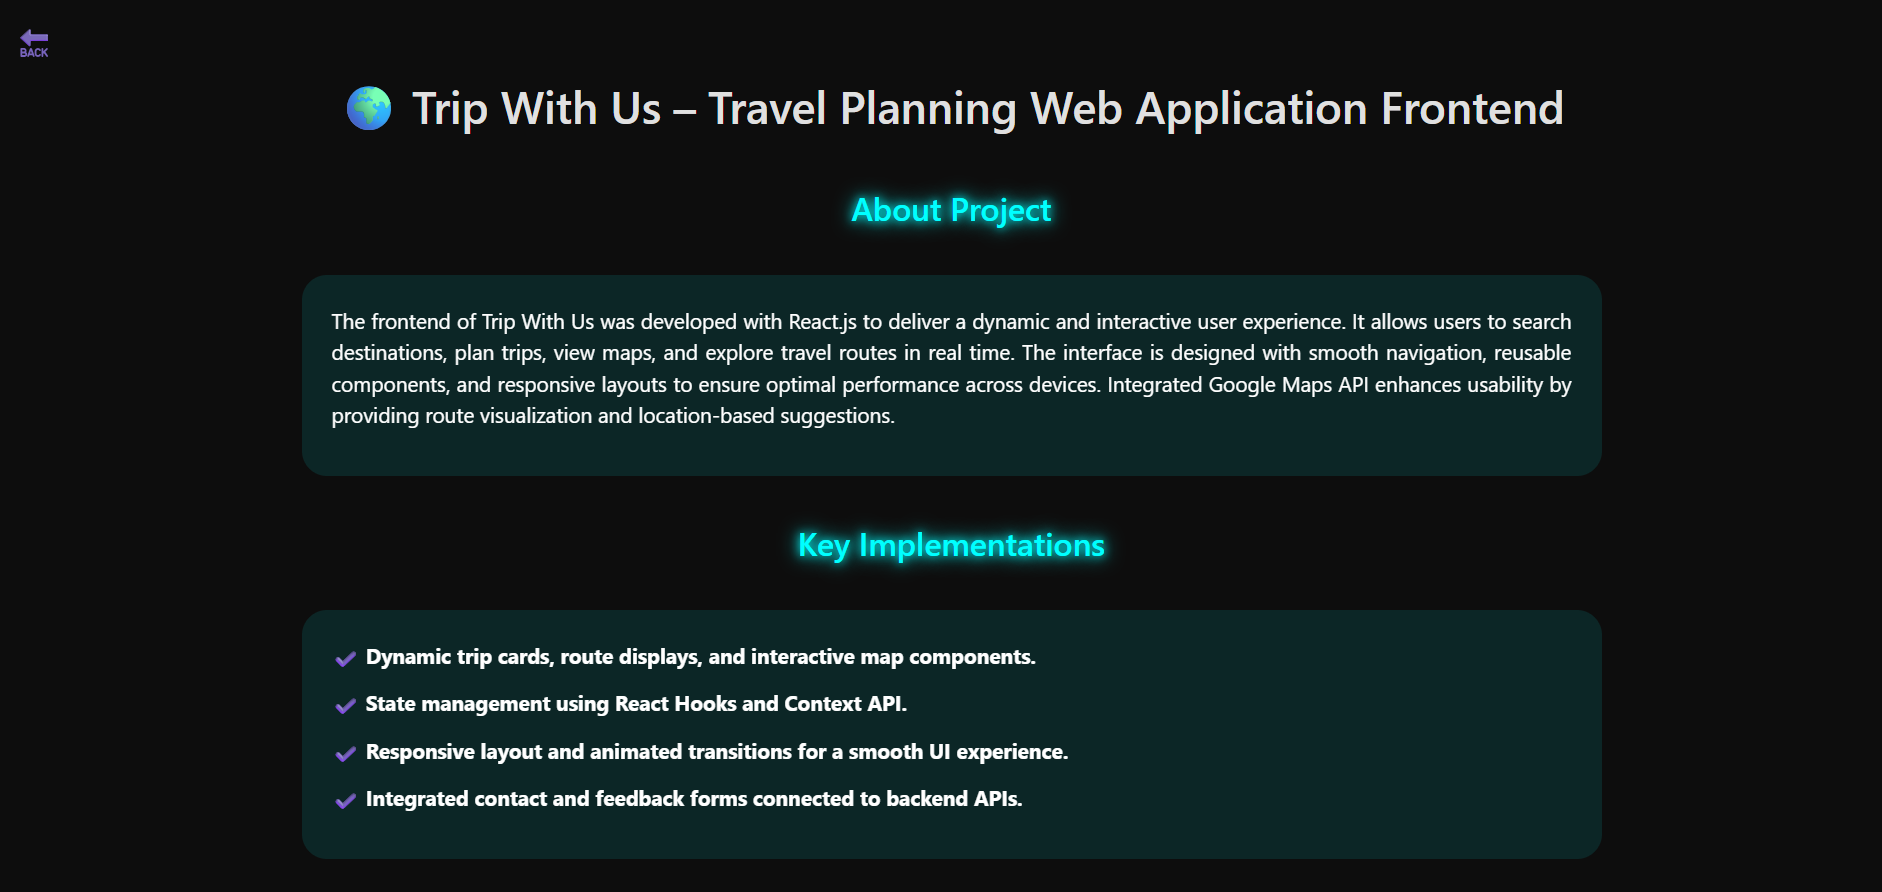 BACK
🌍 Trip With Us – Travel Planning Web Application Frontend
About Project
The frontend of Trip With Us was developed with React.js to deliver a dynamic and interactive user experience. It allows users to search
destinations, plan trips, view maps, and explore travel routes in real time. The interface is designed with smooth navigation, reusable
components, and responsive layouts to ensure optimal performance across devices. Integrated Google Maps API enhances usability by
providing route visualization and location-based suggestions.
Key Implementations
Dynamic trip cards, route displays, and interactive map components.
State management using React Hooks and Context API.
Responsive layout and animated transitions for a smooth UI experience.
Integrated contact and feedback forms connected to backend APIs.